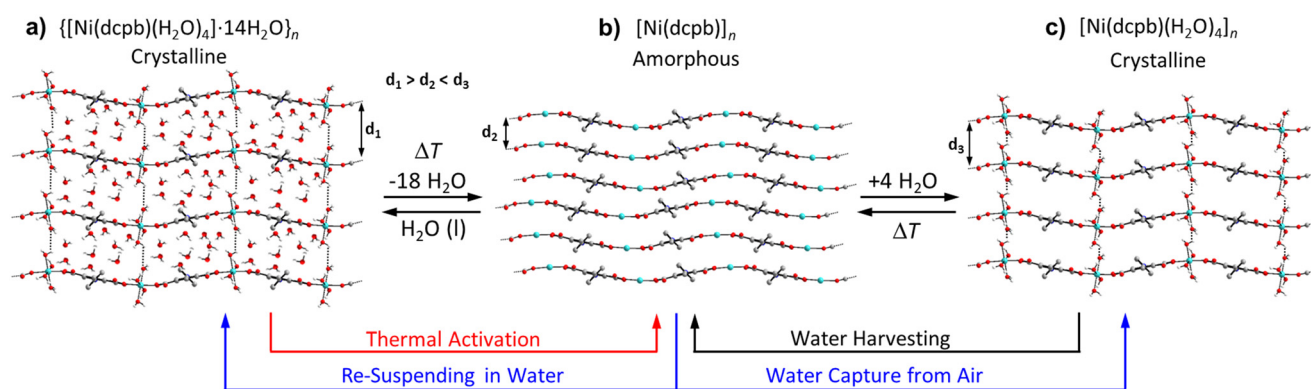 a) {[Ni(dcpb)(H₂O)₄]·14H₂O}ₙ
Crystalline
b) [Ni(dcpb)]ₙ
Amorphous
c) [Ni(dcpb)(H₂O)₄]ₙ
Crystalline
d₁ > d₂ < d₃
d₁
d₂
d₃
ΔT
-18 H₂O
H₂O (l)
+4 H₂O
ΔT
Thermal Activation
Water Harvesting
Re-Suspending in Water
Water Capture from Air